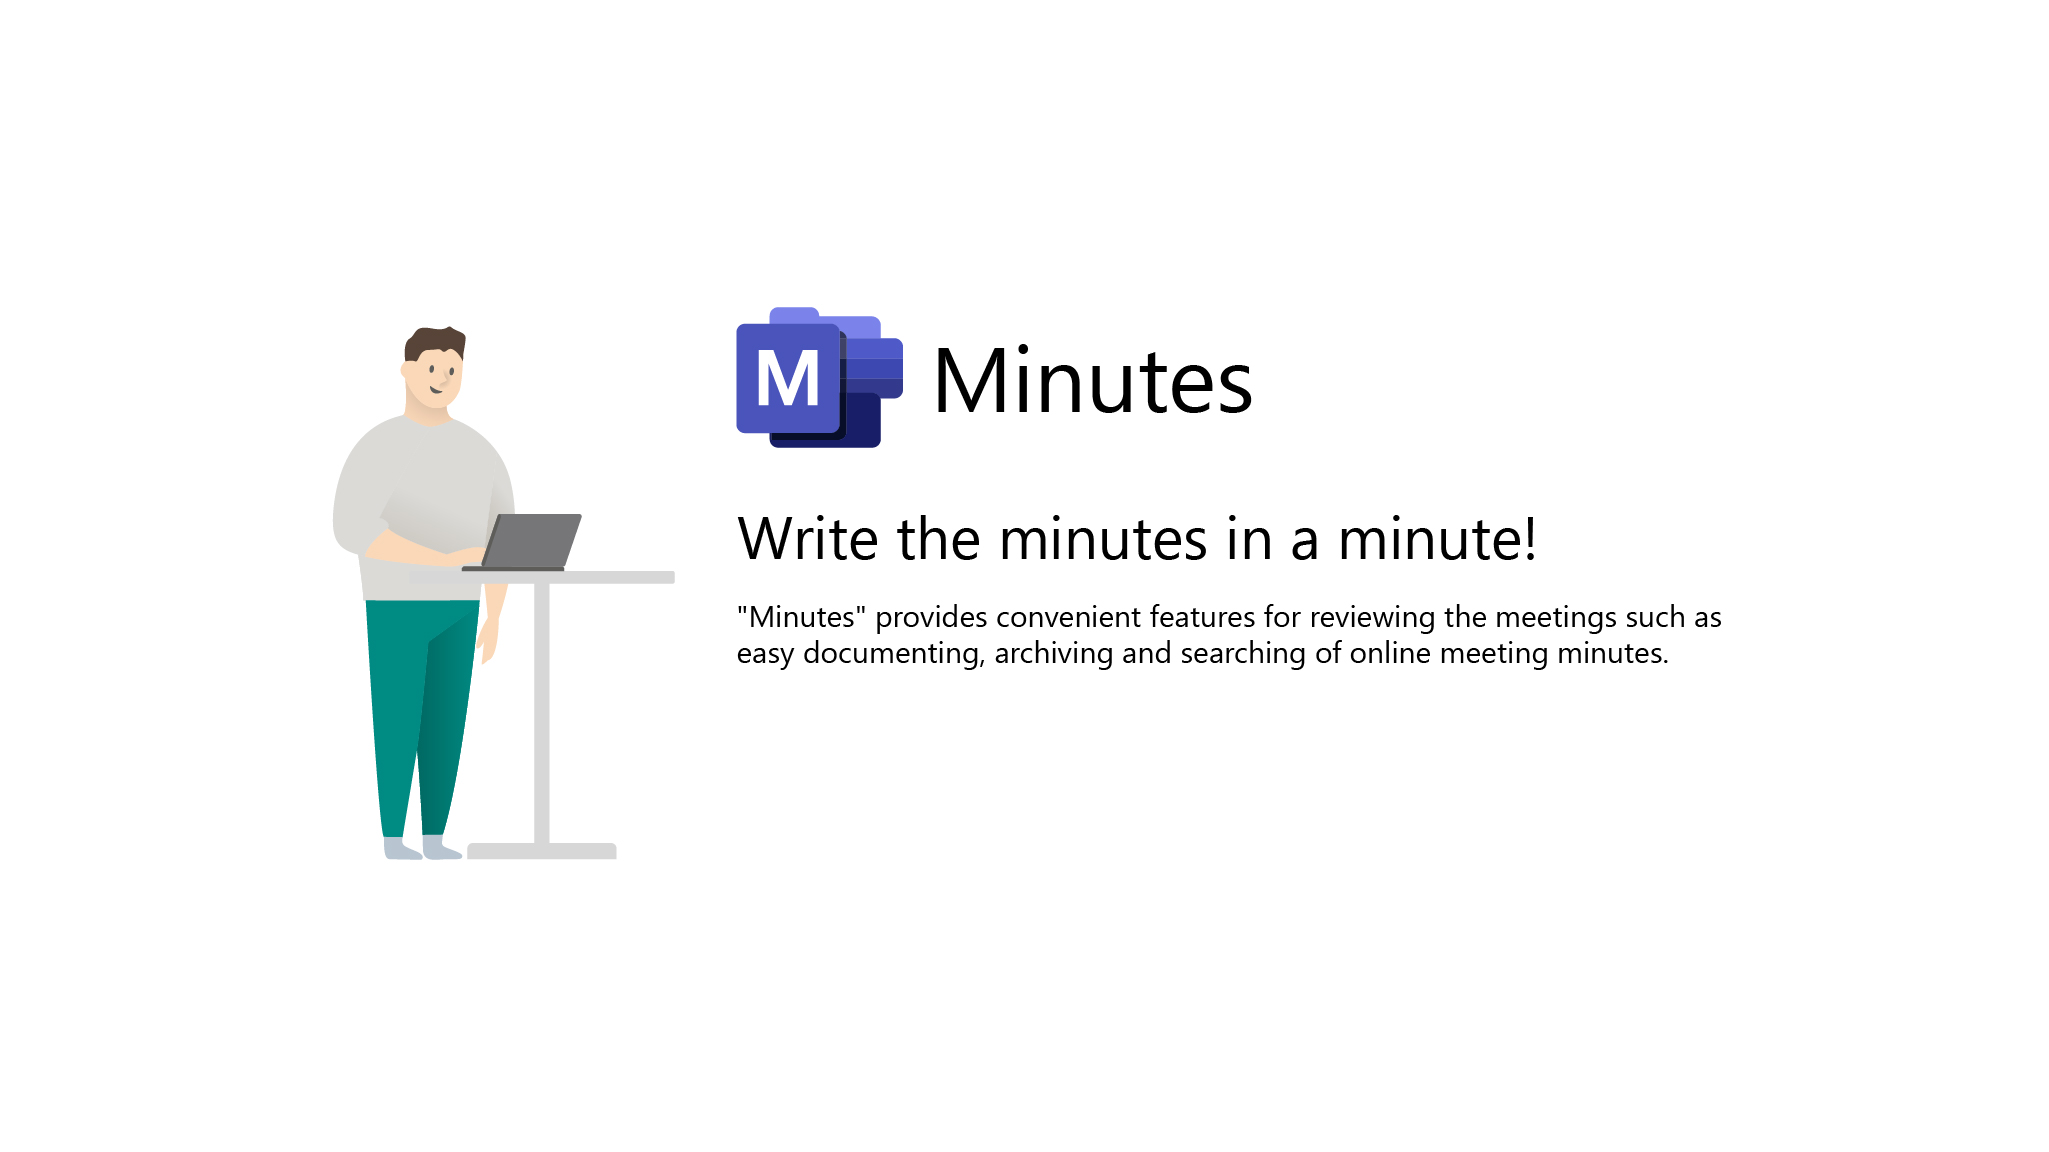 M Minutes
Write the minutes in a minute!
"Minutes" provides convenient features for reviewing the meetings such as
easy documenting, archiving and searching of online meeting minutes.